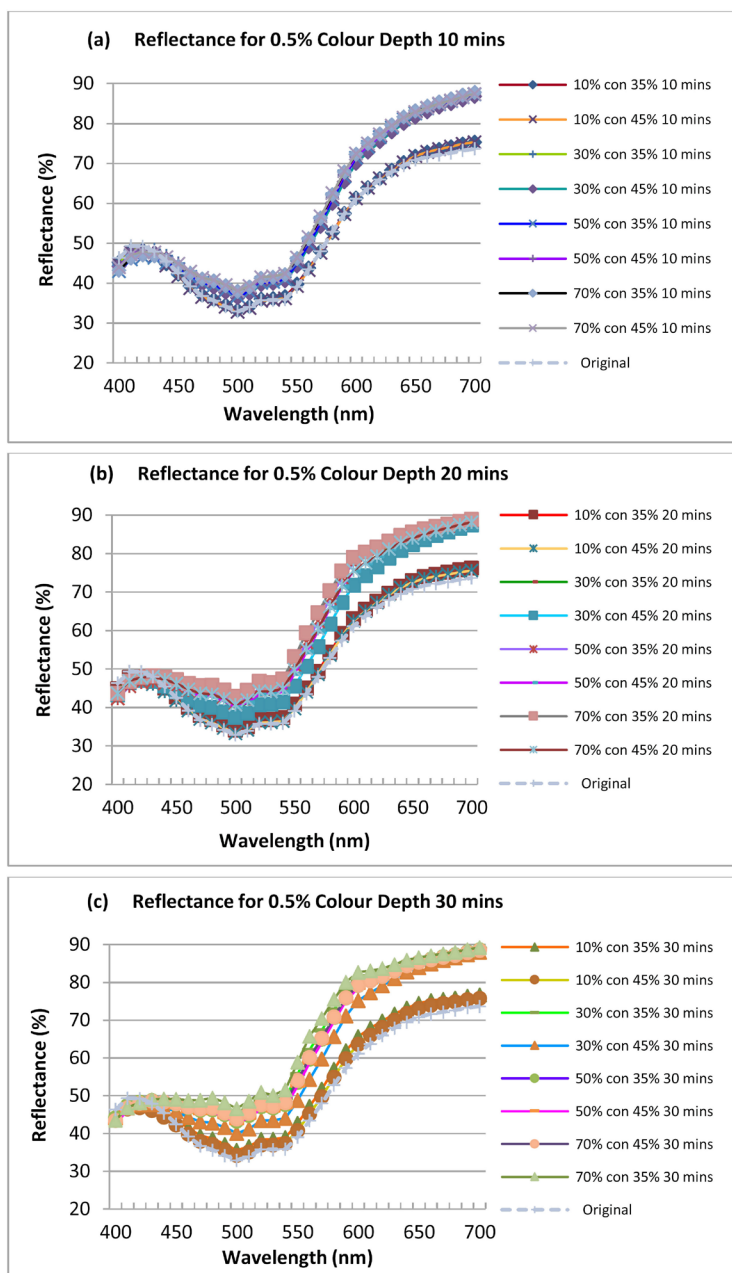 (a) Reflectance for 0.5% Colour Depth 10 mins
90
80
70
60
50
40
30
20
Reflectance (%)
400 450 500 550 600 650 700
Wavelength (nm)
10% con 35% 10 mins
10% con 45% 10 mins
30% con 35% 10 mins
30% con 45% 10 mins
50% con 35% 10 mins
50% con 45% 10 mins
70% con 35% 10 mins
70% con 45% 10 mins
Original
(b) Reflectance for 0.5% Colour Depth 20 mins
90
80
70
60
50
40
30
20
Reflectance (%)
400 450 500 550 600 650 700
Wavelength (nm)
10% con 35% 20 mins
10% con 45% 20 mins
30% con 35% 20 mins
30% con 45% 20 mins
50% con 35% 20 mins
50% con 45% 20 mins
70% con 35% 20 mins
70% con 45% 20 mins
Original
(c) Reflectance for 0.5% Colour Depth 30 mins
90
80
70
60
50
40
30
20
Reflectance (%)
400 450 500 550 600 650 700
Wavelength (nm)
10% con 35% 30 mins
10% con 45% 30 mins
30% con 35% 30 mins
30% con 45% 30 mins
50% con 35% 30 mins
50% con 45% 30 mins
70% con 45% 30 mins
70% con 35% 30 mins
Original